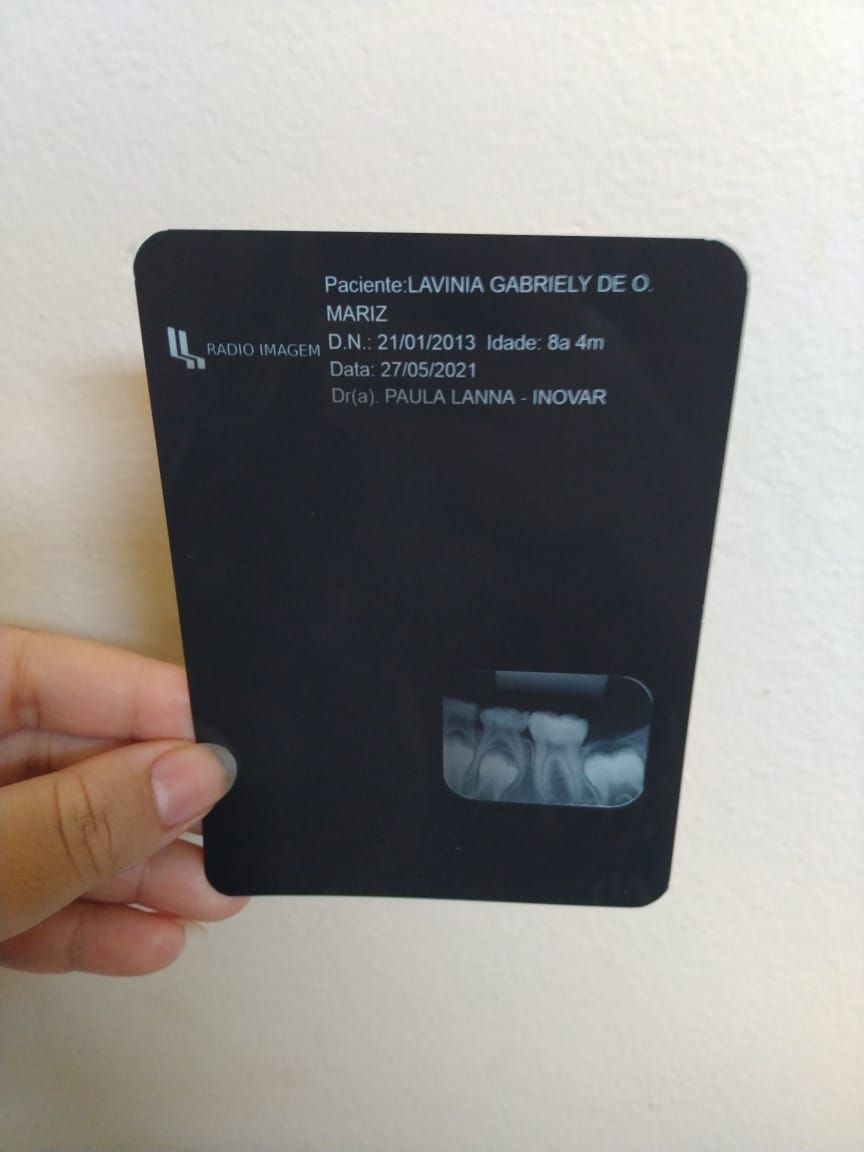 Paciente:LAVINIA GABRIELY DE O.
MARIZ
D.N.: 21/01/2013 Idade: 8a 4m
RADIO IMAGEM
Data: 27/05/2021
Dr(a). PAULA LANNA - INOVAR